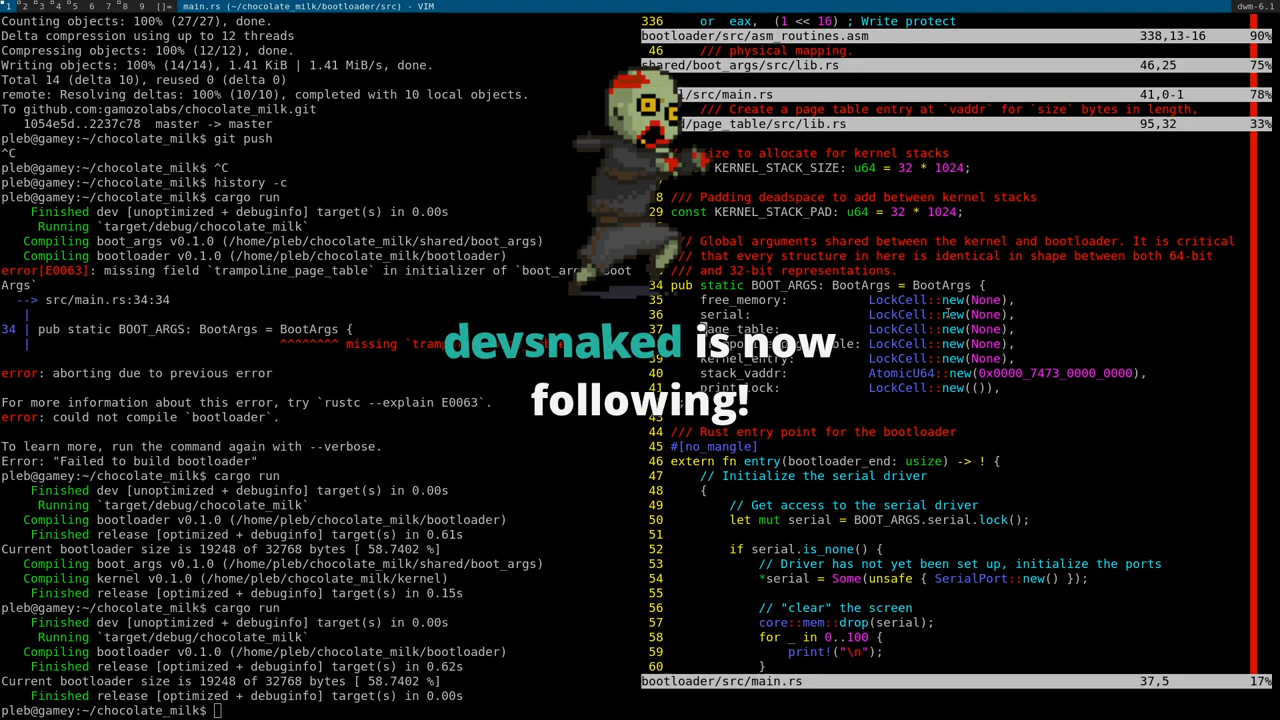 1 2 3 4 5 6 7 8 9 []= main.rs (~/chocolate_milk/bootloader/src) - VIM
dwm-6.1
Counting objects: 100% (27/27), done.
Delta compression using up to 12 threads
Compressing objects: 100% (12/12), done.
Writing objects: 100% (14/14), 1.41 KiB | 1.41 MiB/s, done.
Total 14 (delta 10), reused 0 (delta 0)
remote: Resolving deltas: 100% (10/10), completed with 10 local objects.
To github.com:gamozolabs/chocolate_milk.git
1054e5d..2237c78  master -> master
pleb@gamey:~/chocolate_milk$ git push
^C
pleb@gamey:~/chocolate_milk$ ^C
pleb@gamey:~/chocolate_milk$ history -c
pleb@gamey:~/chocolate_milk$ cargo run
Finished dev [unoptimized + debuginfo] target(s) in 0.00s
Running `target/debug/chocolate_milk`
Compiling boot_args v0.1.0 (/home/pleb/chocolate_milk/shared/boot_args)
Compiling bootloader v0.1.0 (/home/pleb/chocolate_milk/bootloader)
error[E0063]: missing field `trampoline_page_table` in initializer of `boot_args::Boot
Args`
--> src/main.rs:34:34
|
34 | pub static BOOT_ARGS: BootArgs = BootArgs {
| ^^^^^^^^ missing `tramp
error: aborting due to previous error
For more information about this error, try `rustc --explain E0063`.
error: could not compile `bootloader`.
To learn more, run the command again with --verbose.
Error: "Failed to build bootloader"
pleb@gamey:~/chocolate_milk$ cargo run
Finished dev [unoptimized + debuginfo] target(s) in 0.00s
Running `target/debug/chocolate_milk`
Compiling bootloader v0.1.0 (/home/pleb/chocolate_milk/bootloader)
Finished release [optimized + debuginfo] target(s) in 0.61s
Current bootloader size is 19248 of 32768 bytes [ 58.7402 %]
Compiling boot_args v0.1.0 (/home/pleb/chocolate_milk/shared/boot_args)
Compiling kernel v0.1.0 (/home/pleb/chocolate_milk/kernel)
Finished release [optimized + debuginfo] target(s) in 0.15s
pleb@gamey:~/chocolate_milk$ cargo run
Finished dev [unoptimized + debuginfo] target(s) in 0.00s
Running `target/debug/chocolate_milk`
Compiling bootloader v0.1.0 (/home/pleb/chocolate_milk/bootloader)
Finished release [optimized + debuginfo] target(s) in 0.62s
Current bootloader size is 19248 of 32768 bytes [ 58.7402 %]
Finished release [optimized + debuginfo] target(s) in 0.00s
pleb@gamey:~/chocolate_milk$
devsnaked is now
following!
336     or  eax, (1 << 16) ; Write protect
bootloader/src/asm_routines.asm 338,13-16 90%
46     /// physical mapping.
shared/boot_args/src/lib.rs 46,25 75%
/src/main.rs 41,0-1 78%
/// Create a page table entry at `vaddr` for `size` bytes in length,
/page_table/src/lib.rs 95,32 33%
size to allocate for kernel stacks
KERNEL_STACK_SIZE: u64 = 32 * 1024;
8 /// Padding deadspace to add between kernel stacks
29 const KERNEL_STACK_PAD: u64 = 32 * 1024;
/// Global arguments shared between the kernel and bootloader. It is critical
/// that every structure in here is identical in shape between both 64-bit
/// and 32-bit representations.
34 pub static BOOT_ARGS: BootArgs = BootArgs {
35     free_memory:           LockCell::new(None),
36     serial:                LockCell::new(None),
37     page_table:            LockCell::new(None),
le: LockCell::new(None),
39     kernel_entry:          LockCell::new(None),
40     stack_vaddr:           AtomicU64::new(0x0000_7473_0000_0000),
41     print_lock:            LockCell::new(()),
43
44 /// Rust entry point for the bootloader
45 #[no_mangle]
46 extern fn entry(bootloader_end: usize) -> ! {
47     // Initialize the serial driver
48     {
49         // Get access to the serial driver
50         let mut serial = BOOT_ARGS.serial.lock();
51
52         if serial.is_none() {
53             // Driver has not yet been set up, initialize the ports
54             *serial = Some(unsafe { SerialPort::new() });
55
56             // "clear" the screen
57             core::mem::drop(serial);
58             for _ in 0..100 {
59                 print!("\n");
60             }
bootloader/src/main.rs 37,5 17%